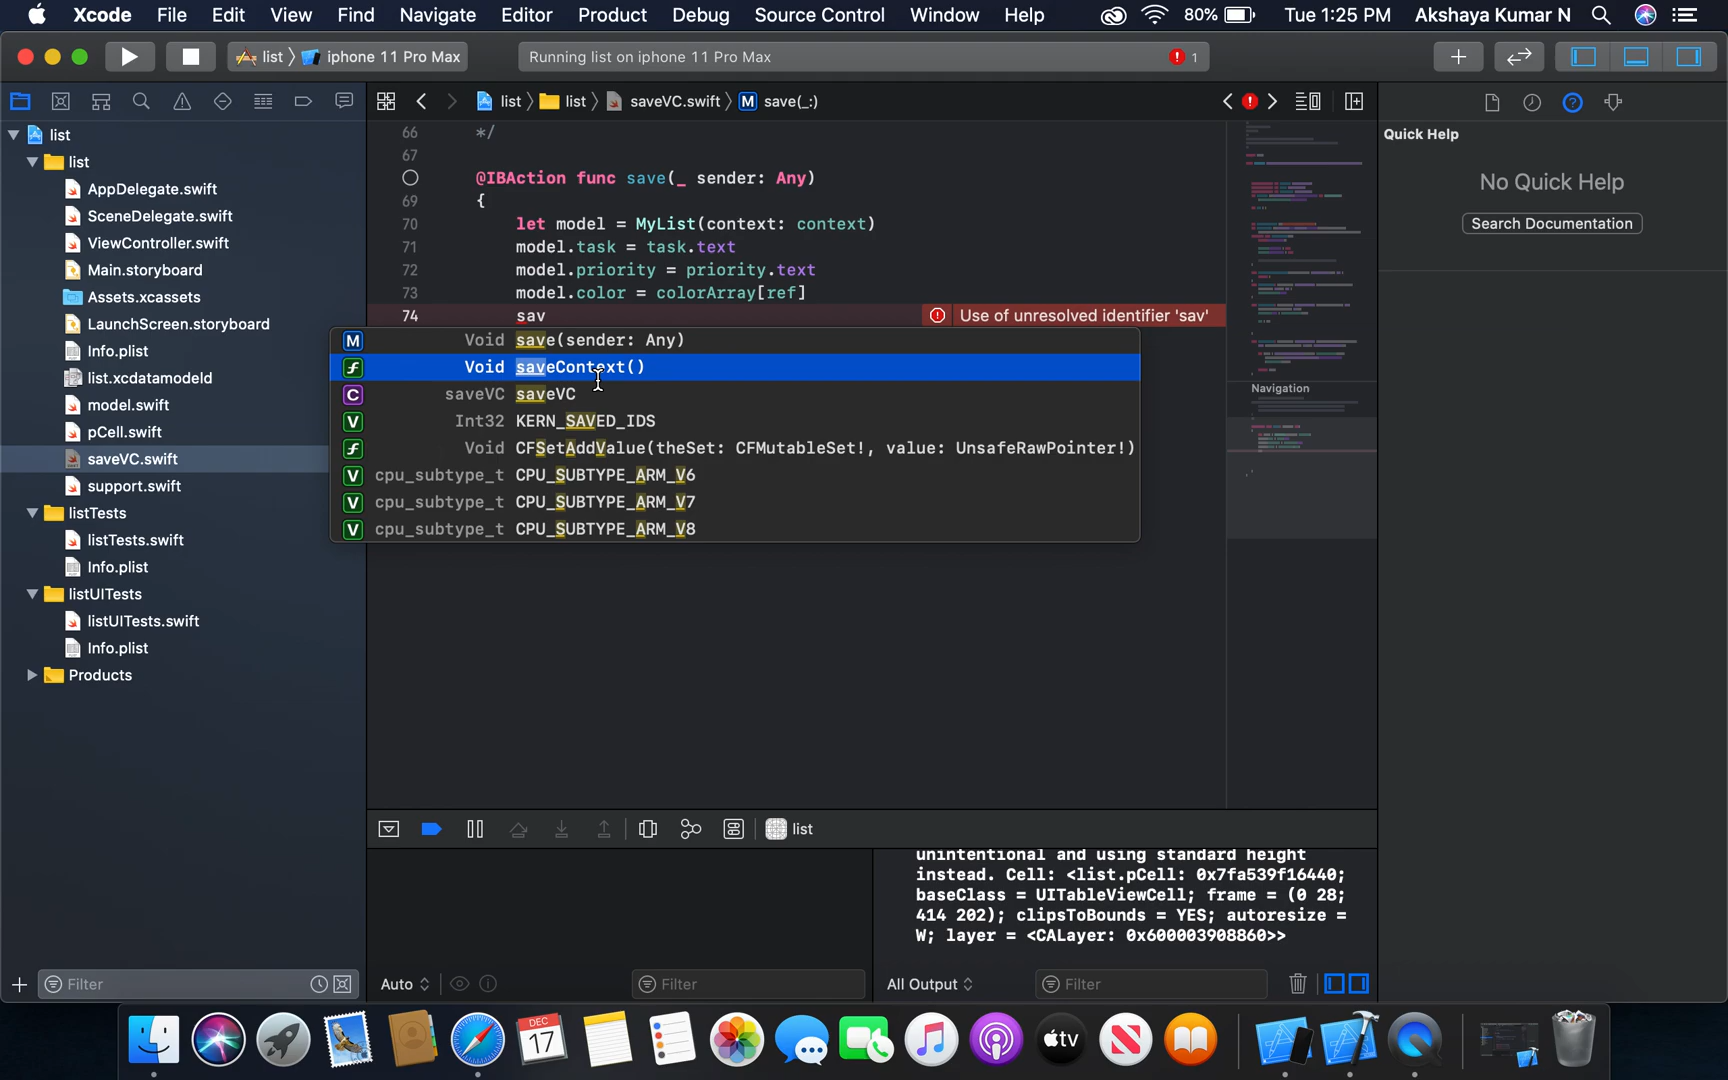 Xcode File Edit View Find Navigate Editor Product Debug Source Control Window Help 80% Tue 1:25 PM Akshaya Kumar N
list iphone 11 Pro Max
Running list on iphone 11 Pro Max 1
list list saveVC.swift M save(_:)
list
list
AppDelegate.swift
SceneDelegate.swift
ViewController.swift
Main.storyboard
Assets.xcassets
LaunchScreen.storyboard
Info.plist
list.xcdatamodeld
model.swift
pCell.swift
saveVC.swift
support.swift
listTests
listTests.swift
Info.plist
listUITests
listUITests.swift
Info.plist
Products
Filter
66 */
67
@IBAction func save(_ sender: Any)
69 {
70 let model = MyList(context: context)
71 model.task = task.text
72 model.priority = priority.text
73 model.color = colorArray[ref]
74 sav Use of unresolved identifier 'sav'
M Void save(sender: Any)
f Void saveContext()
C saveVC saveVC
V Int32 KERN_SAVED_IDS
f Void CFSetAddValue(theSet: CFMutableSet!, value: UnsafeRawPointer!)
V cpu_subtype_t CPU_SUBTYPE_ARM_V6
V cpu_subtype_t CPU_SUBTYPE_ARM_V7
V cpu_subtype_t CPU_SUBTYPE_ARM_V8
Navigation
Quick Help
No Quick Help
Search Documentation
list
unintentional and using standard height
instead. Cell: <list.pCell: 0x7fa539f16440;
baseClass = UITableViewCell; frame = (0 28;
414 202); clipsToBounds = YES; autoresize =
W; layer = <CALayer: 0x600003908860>>
Auto Filter
All Output Filter
DEC
17
tv